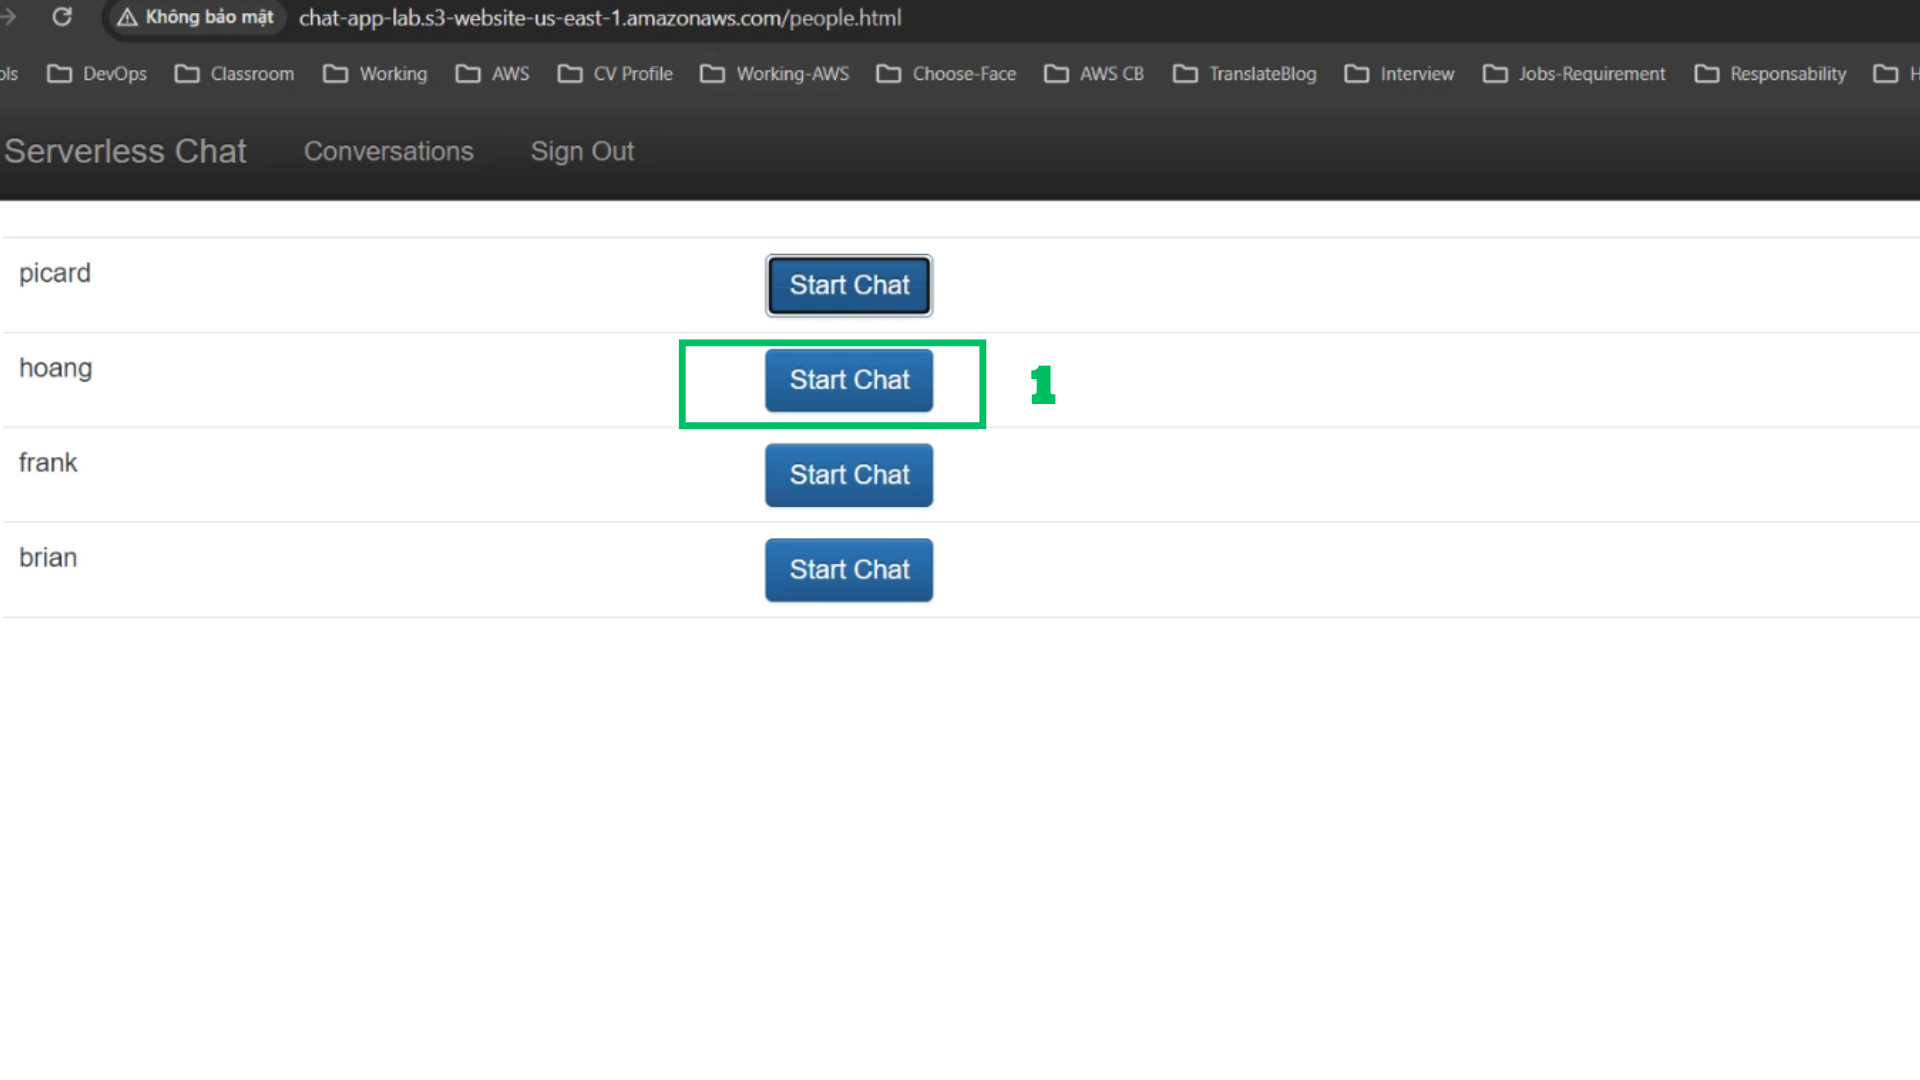 Không bảo mật chat-app-lab.s3-website-us-east-1.amazonaws.com/people.html
DevOps Classroom Working AWS CV Profile Working-AWS Choose-Face AWS CB TranslateBlog Interview Jobs-Requirement Responsability
Serverless Chat Conversations Sign Out
picard Start Chat
hoang Start Chat 1
frank Start Chat
brian Start Chat